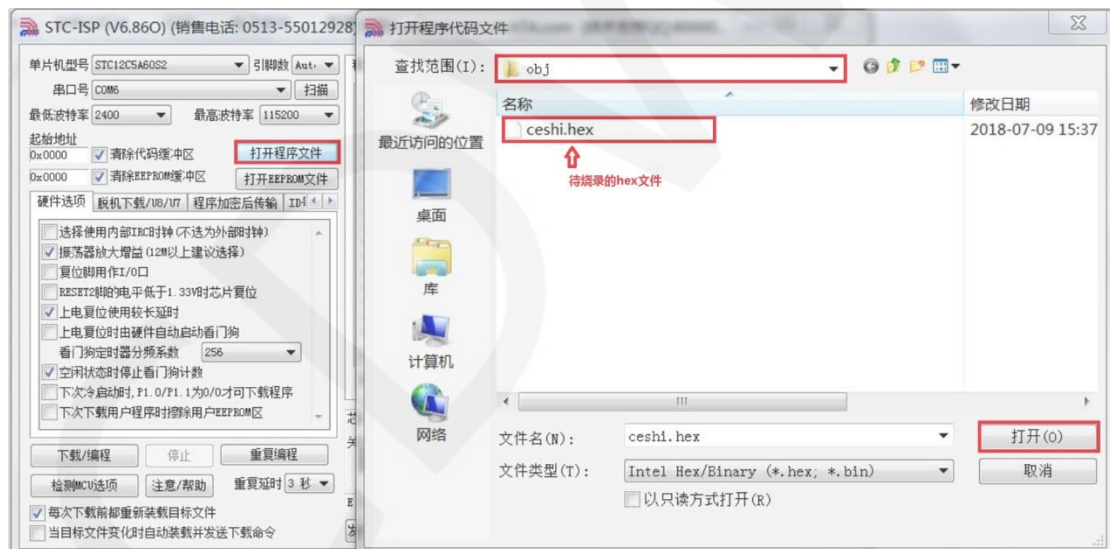 STC-ISP (V6.86O) (销售电话: 0513-55012928)
单片机型号 STC12C5A60S2 引脚数 Aut
串口号 COM6 扫描
最低波特率 2400 最高波特率 115200
起始地址
0x0000 清除代码缓冲区 打开程序文件
0x0000 清除EEPROM缓冲区 打开EEPROM文件
硬件选项 脱机下载/U8/U7 程序加密后传输
选择使用内部IRC时钟(不选为外部时钟)
振荡器放大增益(12M以上建议选择)
复位脚用作I/O口
RESET2脚的电平低于1.33V时芯片复位
上电复位使用较长延时
上电复位时由硬件自动启动看门狗
看门狗定时器分频系数 256
空闲状态时停止看门狗计数
下次冷启动时,P1.0/P1.1为0/0才可下载程序
下次下载用户程序时擦除用户EEPROM区
下载/编程 停止 重复编程
检测MCU选项 注意/帮助 重复延时 3 秒
每次下载前都重新装载目标文件
当目标文件变化时自动装载并发送下载命令
打开程序代码文件
查找范围(I): obj
名称 修改日期
ceshi.hex 2018-07-09 15:37
待烧录的hex文件
最近访问的位置
桌面
库
计算机
网络
文件名(N): ceshi.hex 打开(O)
文件类型(T): Intel Hex/Binary (*.hex; *.bin) 取消
以只读方式打开(R)